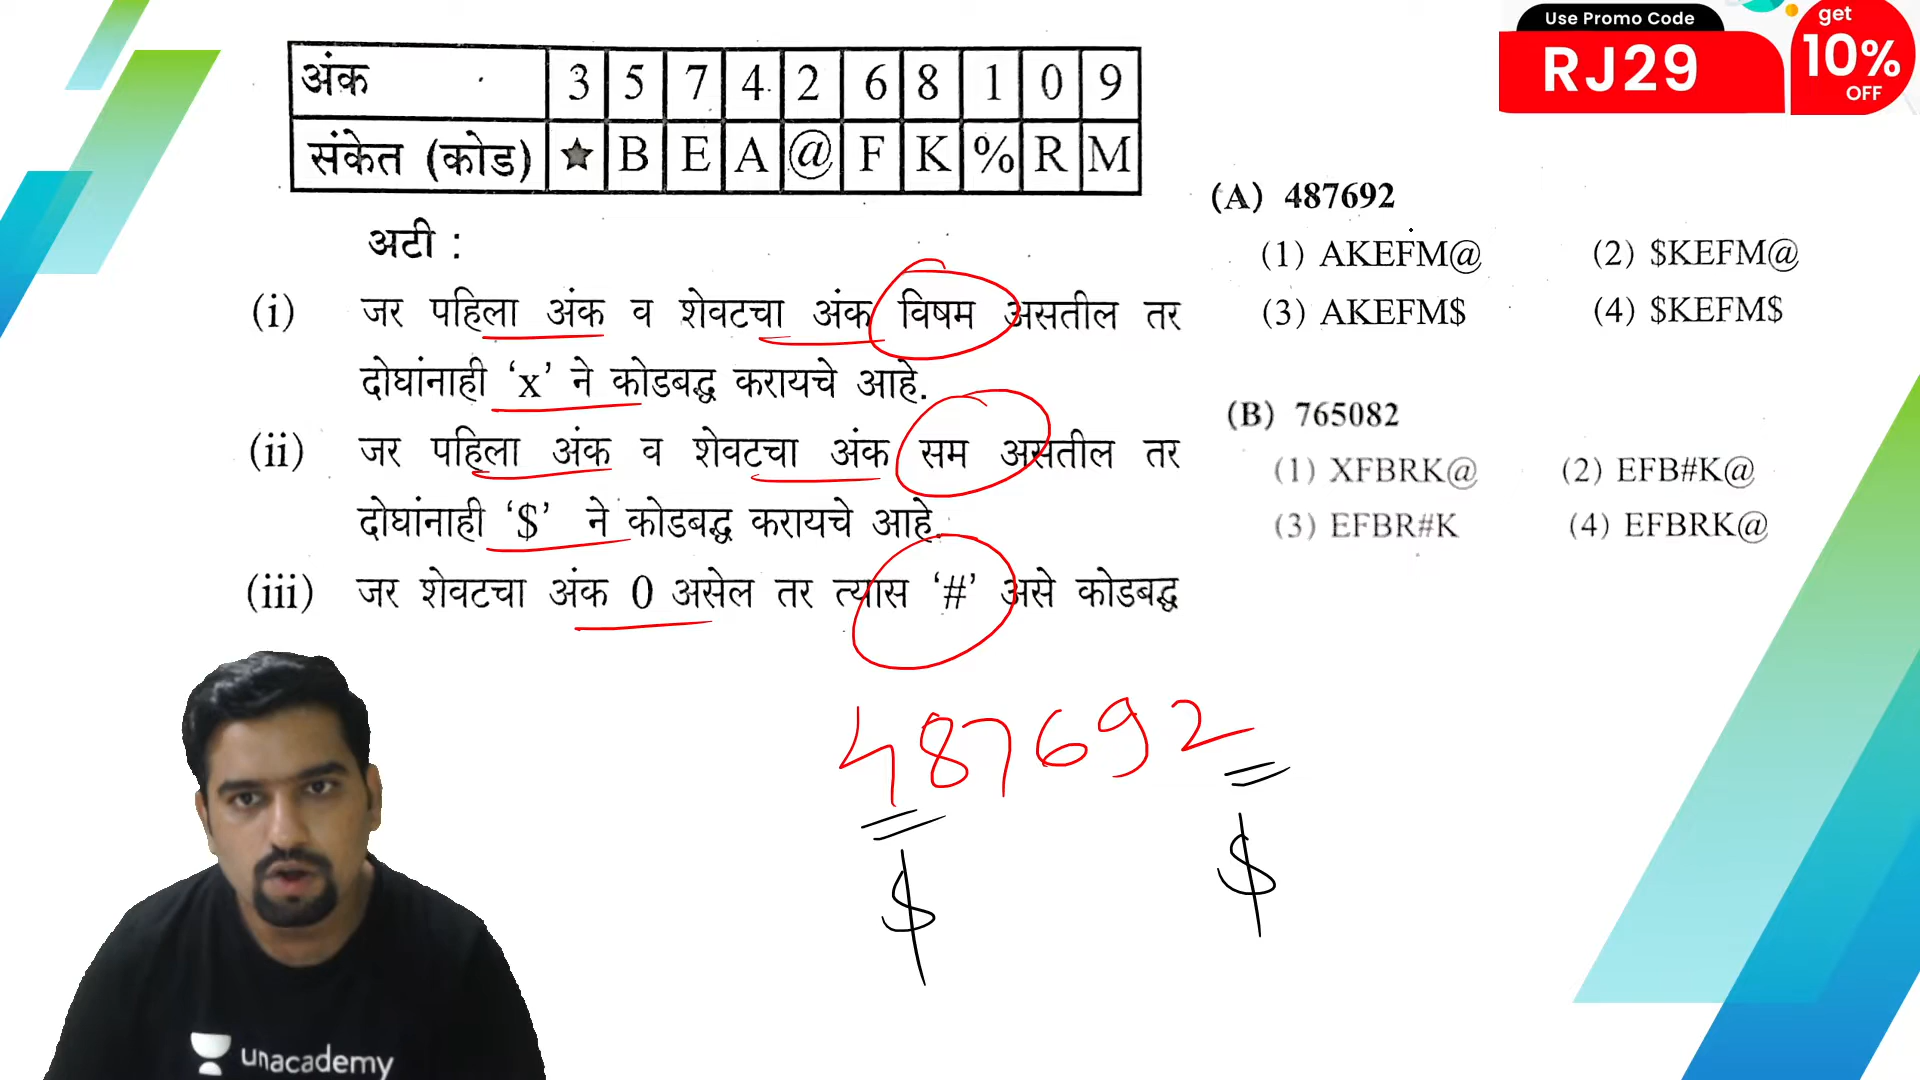 Use Promo Code
RJ29
get
10%
OFF
अंक 3 5 7 4 2 6 8 1 0 9
संकेत (कोड) ★ B E A @ F K % R M
अटी :
(i) जर पहिला अंक व शेवटचा अंक विषम असतील तर
दोघांनाही ‘x’ ने कोडबद्ध करायचे आहे.
(ii) जर पहिला अंक व शेवटचा अंक सम असतील तर
दोघांनाही ‘$’ ने कोडबद्ध करायचे आहे.
(iii) जर शेवटचा अंक 0 असेल तर त्यास ‘#’ असे कोडबद्ध
(A) 487692
(1) AKEFM@ (2) $KEFM@
(3) AKEFM$ (4) $KEFM$
(B) 765082
(1) XFBRK@ (2) EFB#K@
(3) EFBR#K (4) EFBRK@
487692
$ $
unacademy